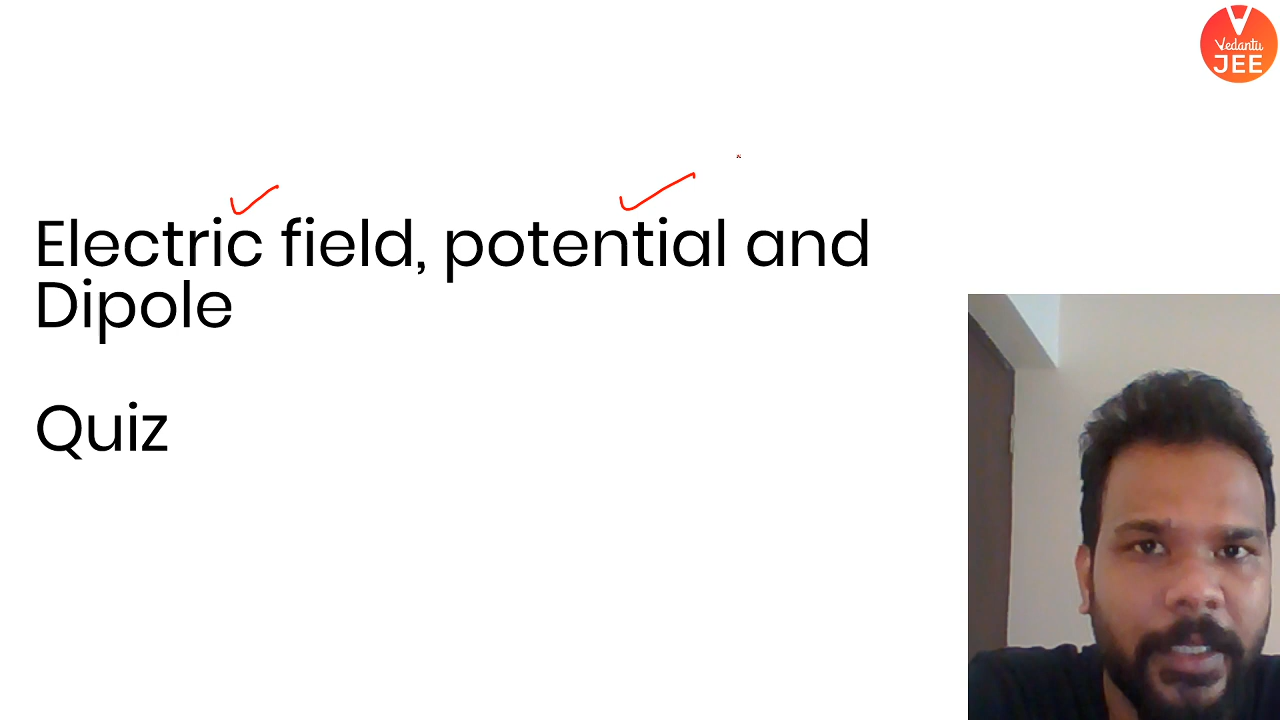 Vedantu
JEE
Electric field, potential and
Dipole
Quiz